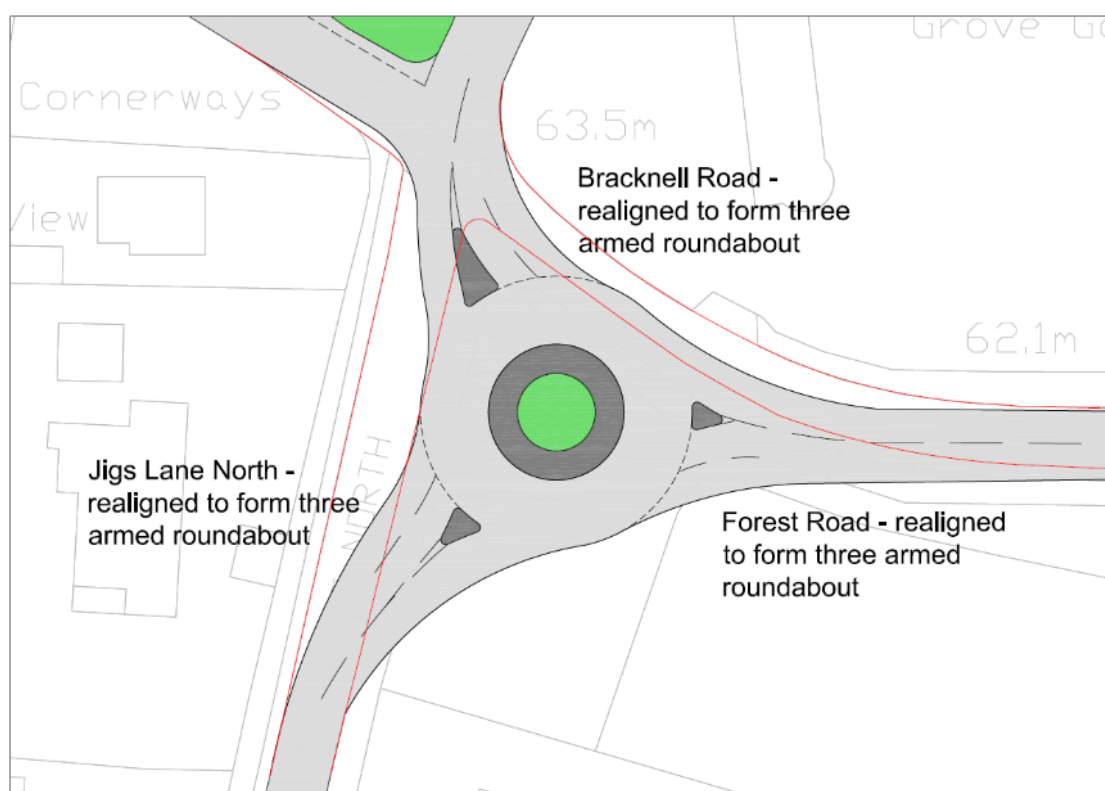 Grove Go
Cornerways
63.5m
Bracknell Road -
realigned to form three
armed roundabout
View
62.1m
Jigs Lane North -
realigned to form three
armed roundabout
NORTH
Forest Road - realigned
to form three armed
roundabout